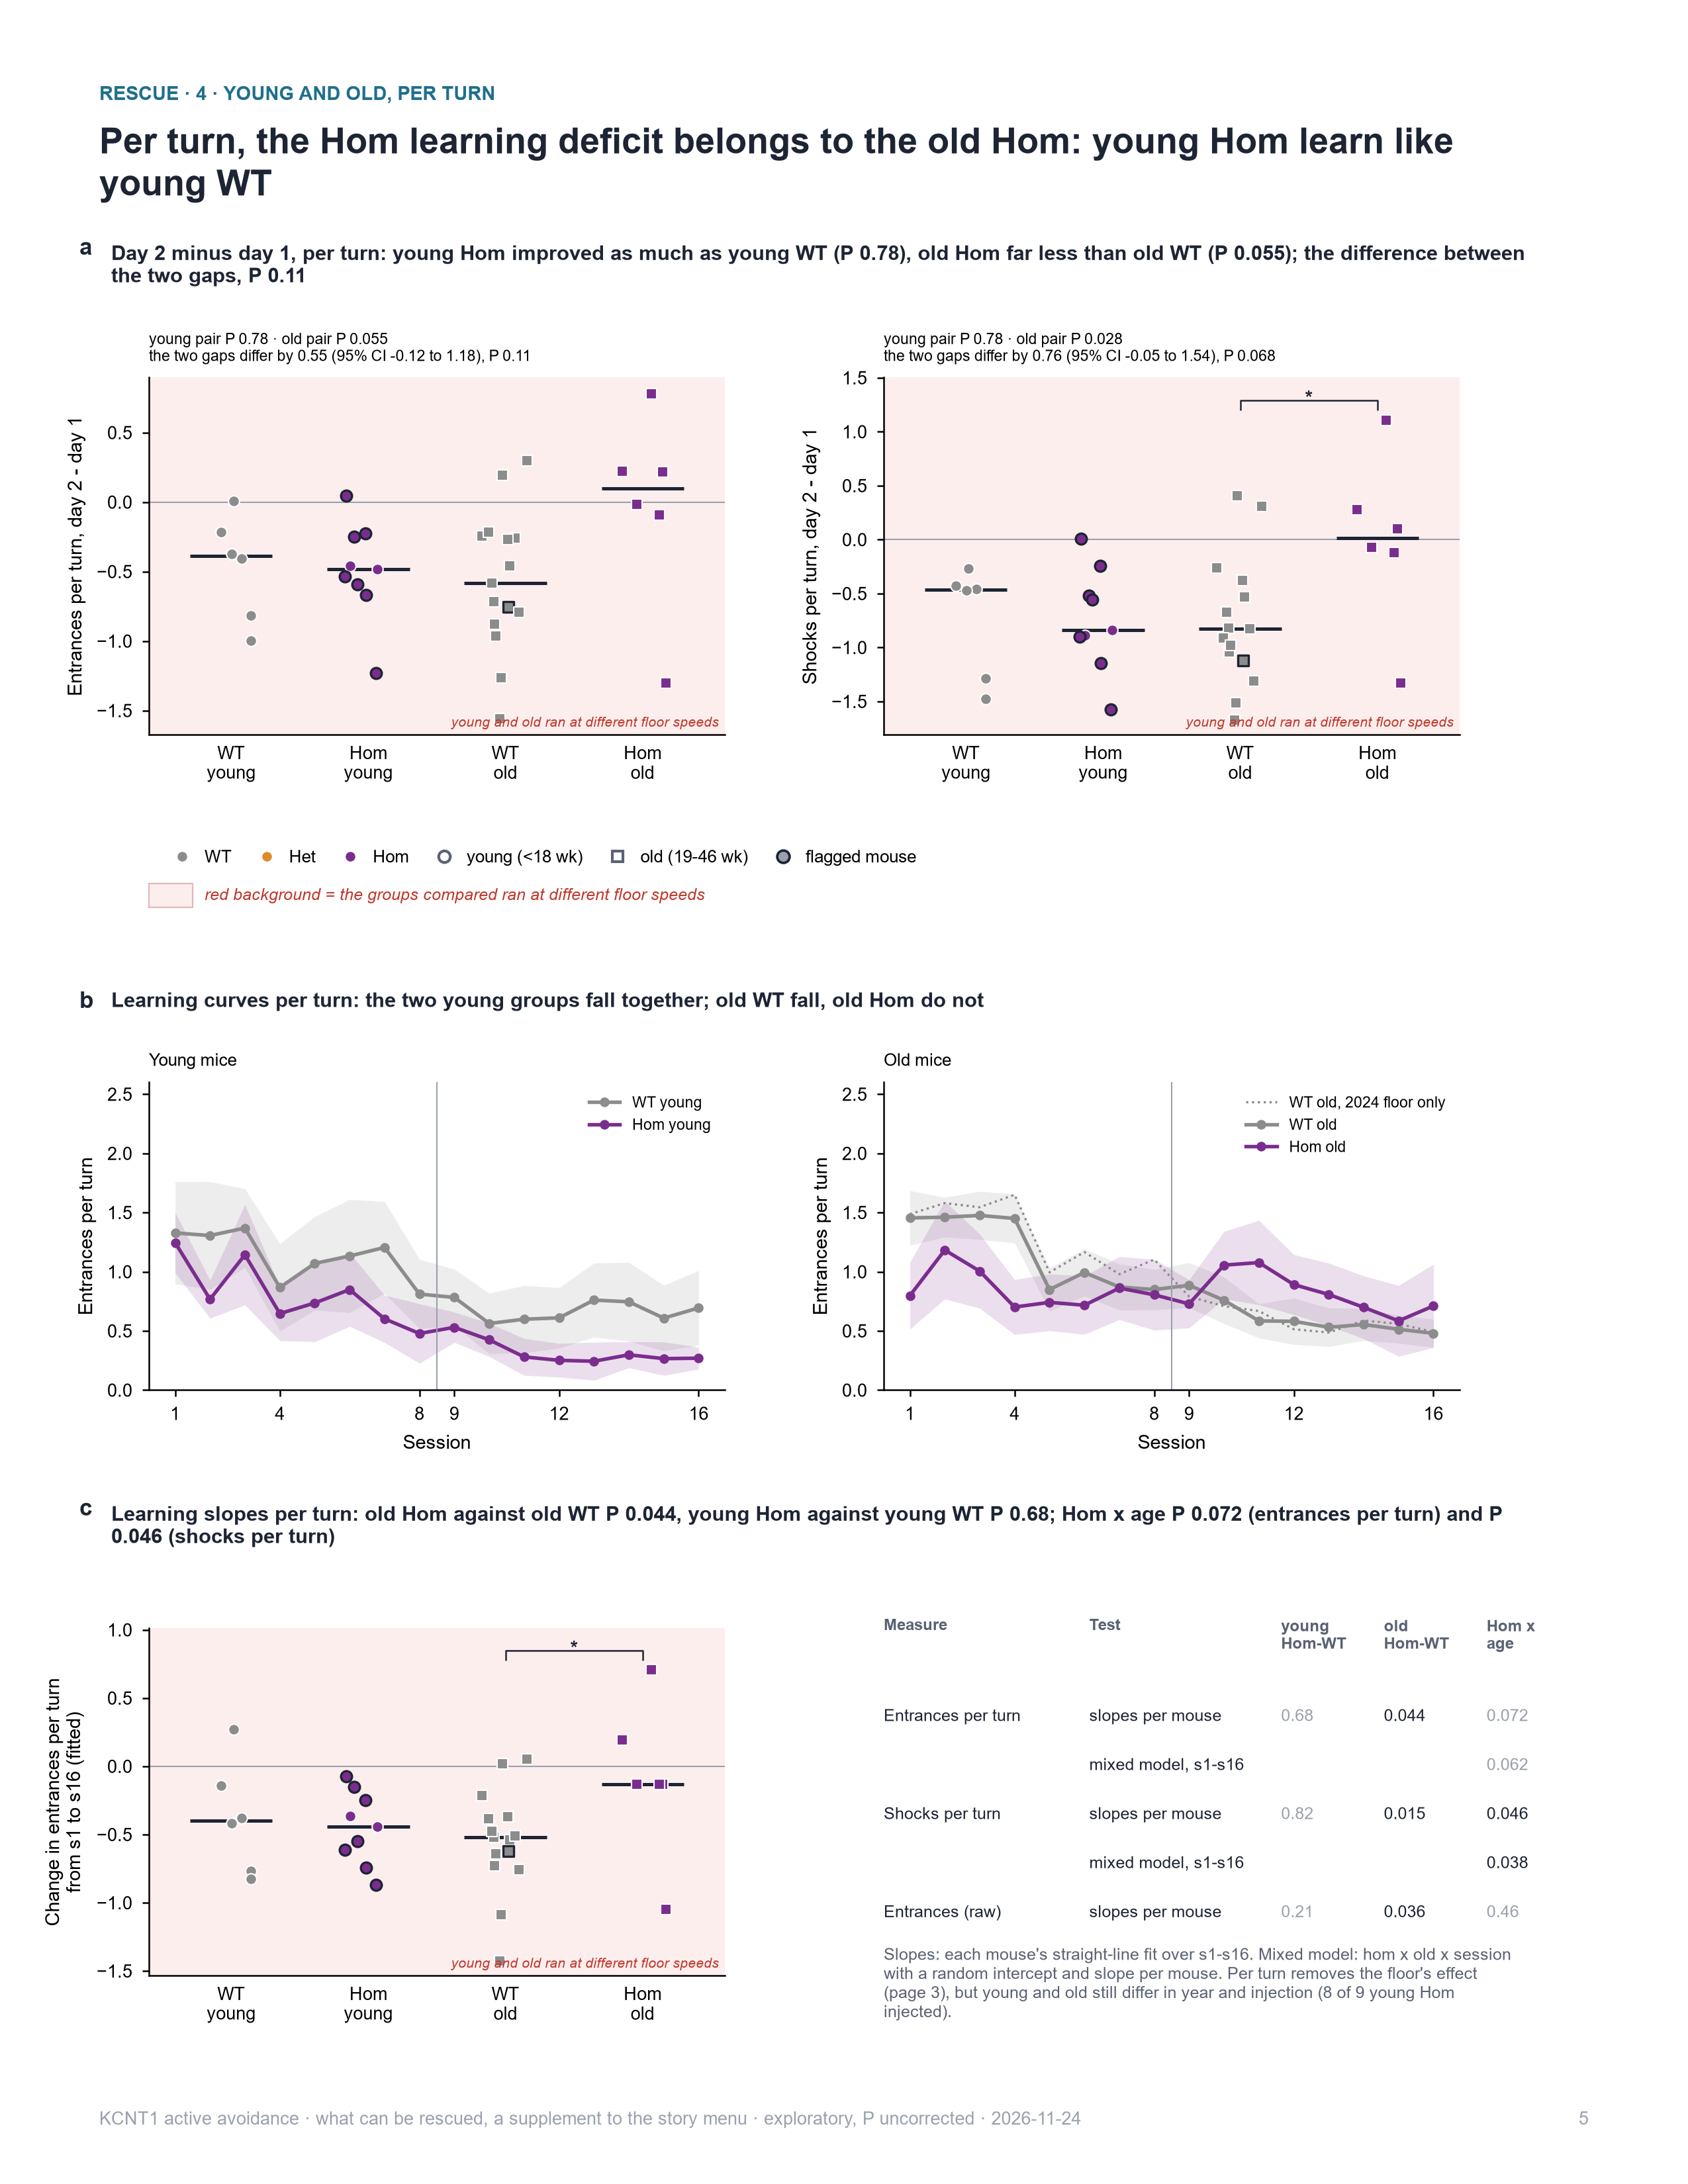 RESCUE · 4 · YOUNG AND OLD, PER TURN
Per turn, the Hom learning deficit belongs to the old Hom: young Hom learn like
young WT
a
Day 2 minus day 1, per turn: young Hom improved as much as young WT (P 0.78), old Hom far less than old WT (P 0.055); the difference between
the two gaps, P 0.11
young pair P 0.78 · old pair P 0.055
the two gaps differ by 0.55 (95% CI -0.12 to 1.18), P 0.11
Entrances per turn, day 2 - day 1
0.5
0.0
−0.5
−1.0
−1.5
young and old ran at different floor speeds
WT
young
Hom
young
WT
old
Hom
old
young pair P 0.78 · old pair P 0.028
the two gaps differ by 0.76 (95% CI -0.05 to 1.54), P 0.068
Shocks per turn, day 2 - day 1
1.5
1.0
0.5
0.0
−0.5
−1.0
−1.5
*
young and old ran at different floor speeds
WT
young
Hom
young
WT
old
Hom
old
WT
Het
Hom
young (<18 wk)
old (19-46 wk)
flagged mouse
red background = the groups compared ran at different floor speeds
b
Learning curves per turn: the two young groups fall together; old WT fall, old Hom do not
Young mice
Entrances per turn
2.5
2.0
1.5
1.0
0.5
0.0
WT young
Hom young
1 4 8 9 12 16
Session
Old mice
Entrances per turn
2.5
2.0
1.5
1.0
0.5
0.0
WT old, 2024 floor only
WT old
Hom old
1 4 8 9 12 16
Session
c
Learning slopes per turn: old Hom against old WT P 0.044, young Hom against young WT P 0.68; Hom x age P 0.072 (entrances per turn) and P
0.046 (shocks per turn)
Change in entrances per turn
from s1 to s16 (fitted)
1.0
0.5
0.0
−0.5
−1.0
−1.5
*
young and old ran at different floor speeds
WT
young
Hom
young
WT
old
Hom
old
Measure Test young Hom-WT old Hom-WT Hom x age
Entrances per turn slopes per mouse 0.68 0.044 0.072
mixed model, s1-s16 0.062
Shocks per turn slopes per mouse 0.82 0.015 0.046
mixed model, s1-s16 0.038
Entrances (raw) slopes per mouse 0.21 0.036 0.46
Slopes: each mouse's straight-line fit over s1-s16. Mixed model: hom x old x session
with a random intercept and slope per mouse. Per turn removes the floor's effect
(page 3), but young and old still differ in year and injection (8 of 9 young Hom
injected).
KCNT1 active avoidance · what can be rescued, a supplement to the story menu · exploratory, P uncorrected · 2026-11-24
5